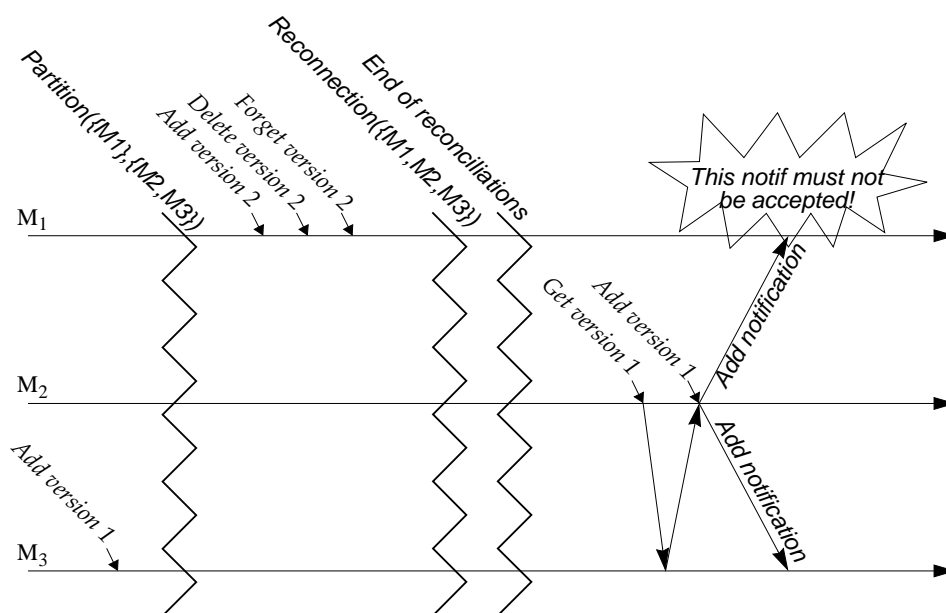 Partition({M1},{M2,M3})
Add version 2
Delete version 2
Forget version 2
Reconnection({M1,M2,M3})
End of reconciliations
This notif must not
be accepted!
M1
Add notification
Get version 1
Add version 1
M2
Add notification
Add version 1
M3